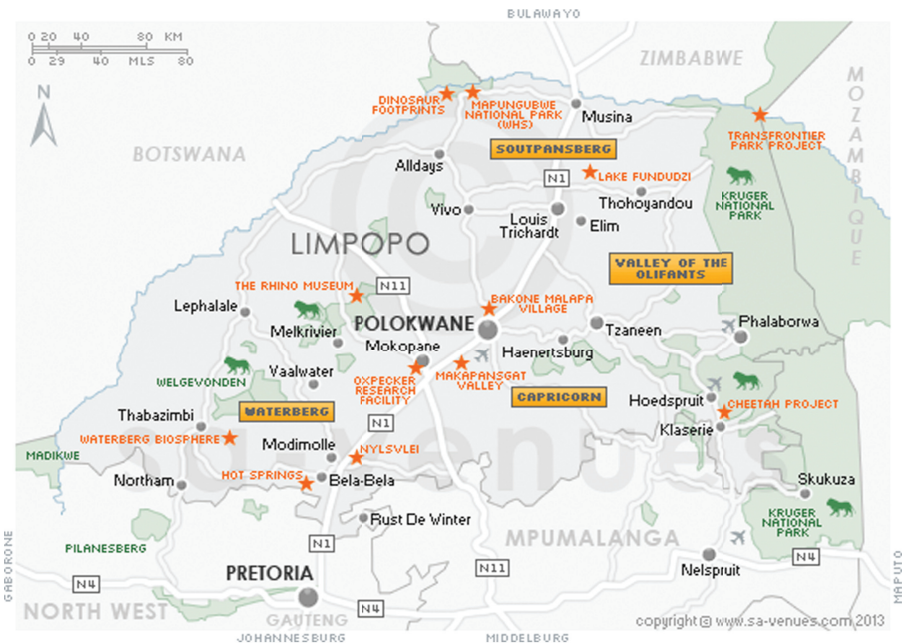 BULAWAYO
0 20 40 80 KM
0 29 40 MLS 80
N
ZIMBABWE
MOZAMBIQUE
BOTSWANA
DINOSAUR
FOOTPRINTS
MAPUNGUBWE
NATIONAL PARK
(WHS)
Musina
TRANSFRONTIER
PARK PROJECT
SOUTPANSBERG
Alldays
N1
LAKE FUNDUDZI
KRUGER
NATIONAL
PARK
Thohoyandou
Vivo
Louis
Trichardt
Elim
LIMPOPO
VALLEY OF THE
OLIFANTS
THE RHINO MUSEUM
N11
Lephalale
BAKONE MALAPA
VILLAGE
POLOKWANE
Melkrivier
Tzaneen
Phalaborwa
Mokopane
Haenertsburg
Vaalwater
WELGEVONDEN
OXPECKER
RESEARCH
FACILITY
MAKAPANSGAT
VALLEY
CAPRICORN
Hoedspruit
CHEETAH PROJECT
Thabazimbi
WATERBERG
N1
Klaserie
WATERBERG BIOSPHERE
Modimolle
NYLSVLEI
MADIKWE
sa-venues
Northam
HOT SPRINGS
Bela-Bela
Skukuza
Rust De Winter
KRUGER
NATIONAL
PARK
PILANESBERG
N1
MPUMALANGA
GABORONE
PRETORIA
N11
Nelspruit
N4
MAPUTO
N4
N4
NORTH WEST
GAUTENG
copyright © www.sa-venues.com 2013
JOHANNESBURG
MIDDELBURG